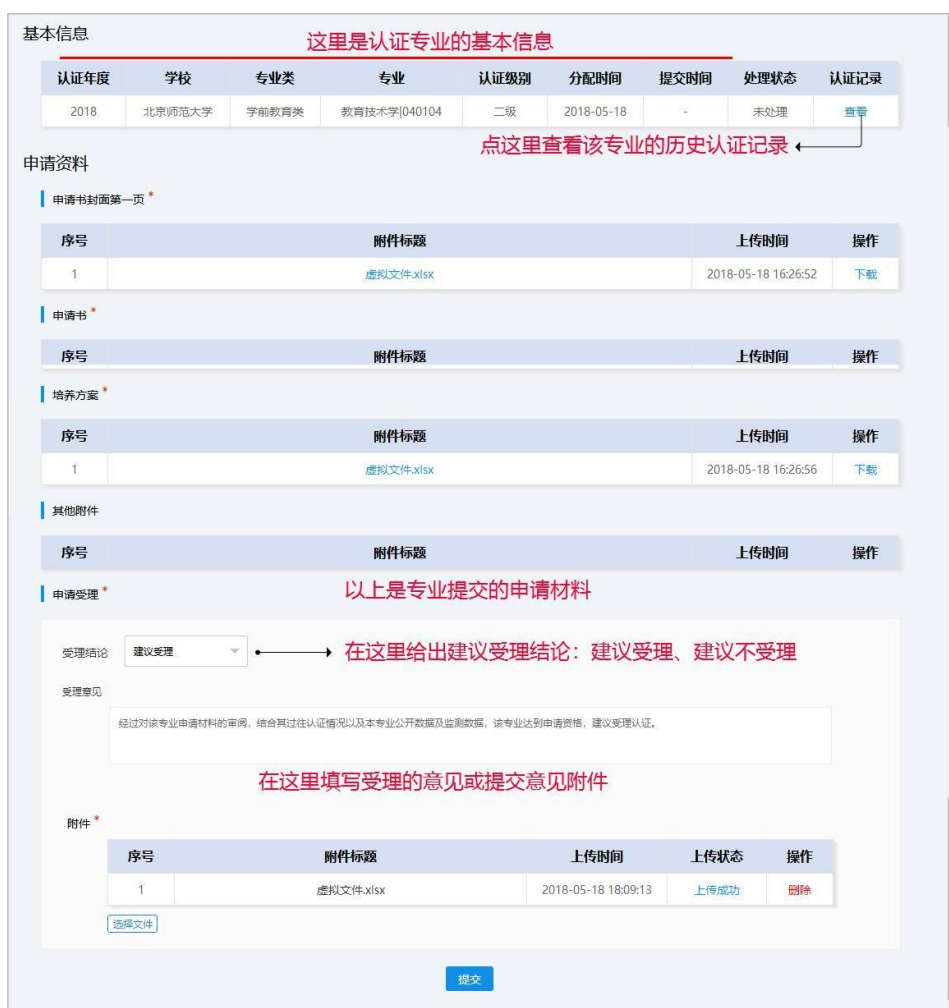 基本信息
这里是认证专业的基本信息
认证年度 学校 专业类 专业 认证级别 分配时间 提交时间 处理状态 认证记录
2018 北京师范大学 学前教育类 教育技术学|040104 二级 2018-05-18 - 未处理 查看
点这里查看该专业的历史认证记录
申请资料
申请书封面第一页 *
序号 附件标题 上传时间 操作
1 虚拟文件.xlsx 2018-05-18 16:26:52 下载
申请书 *
序号 附件标题 上传时间 操作
培养方案 *
序号 附件标题 上传时间 操作
1 虚拟文件.xlsx 2018-05-18 16:26:56 下载
其他附件
序号 附件标题 上传时间 操作
以上是专业提交的申请材料
申请受理 *
受理结论 建议受理 在这里给出建议受理结论：建议受理、建议不受理
受理意见
经过对该专业申请材料的审阅，结合其过往认证情况以及本专业公开数据及监测数据，该专业达到申请资格，建议受理认证。
在这里填写受理的意见或提交意见附件
附件 *
序号 附件标题 上传时间 上传状态 操作
1 虚拟文件.xlsx 2018-05-18 18:09:13 上传成功 删除
选择文件
提交